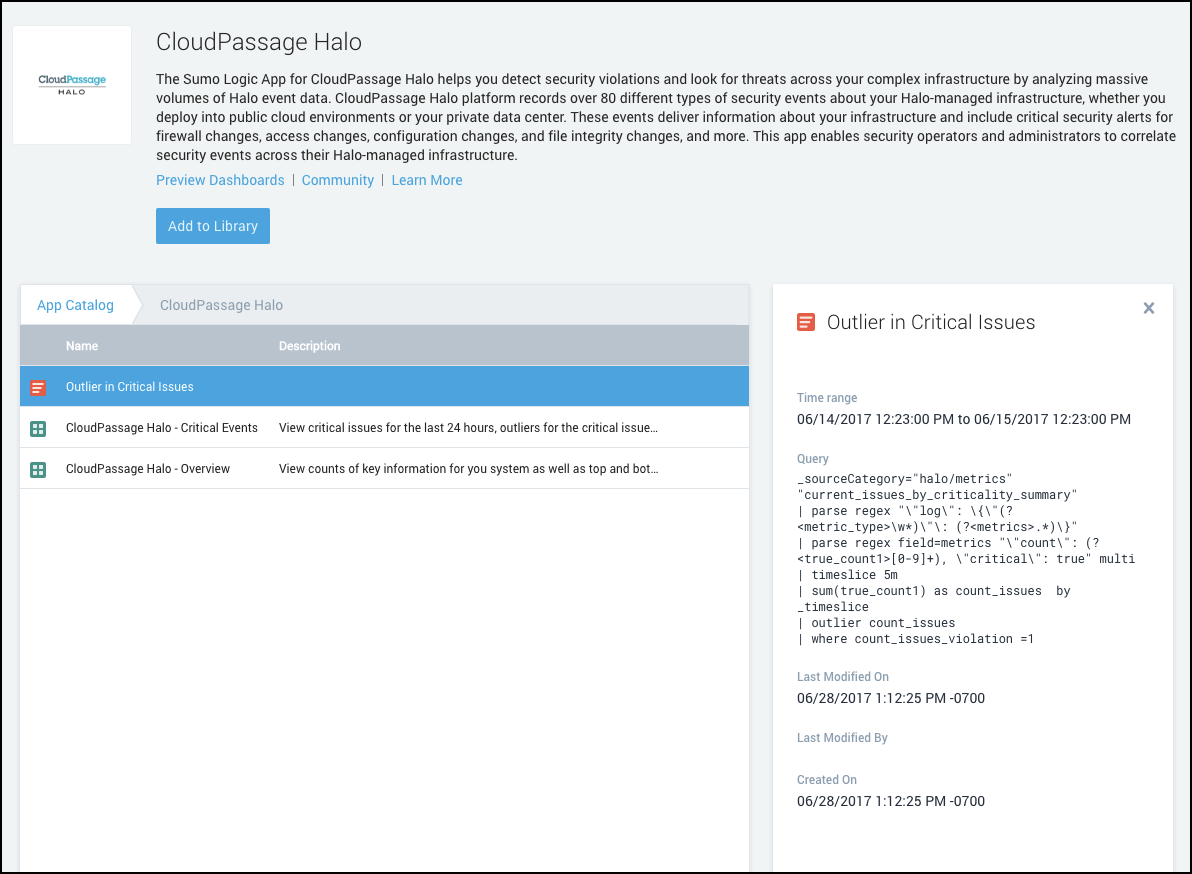 CloudPassage
HALO
CloudPassage Halo
The Sumo Logic App for CloudPassage Halo helps you detect security violations and look for threats across your complex infrastructure by analyzing massive
volumes of Halo event data. CloudPassage Halo platform records over 80 different types of security events about your Halo-managed infrastructure, whether you
deploy into public cloud environments or your private data center. These events deliver information about your infrastructure and include critical security alerts for
firewall changes, access changes, configuration changes, and file integrity changes, and more. This app enables security operators and administrators to correlate
security events across their Halo-managed infrastructure.
Preview Dashboards | Community | Learn More
Add to Library
App Catalog CloudPassage Halo
Name Description
Outlier in Critical Issues
CloudPassage Halo - Critical Events View critical issues for the last 24 hours, outliers for the critical issue...
CloudPassage Halo - Overview View counts of key information for you system as well as top and bot...
Outlier in Critical Issues
Time range
06/14/2017 12:23:00 PM to 06/15/2017 12:23:00 PM
Query
_sourceCategory="halo/metrics"
"current_issues_by_criticality_summary"
| parse regex "\"log\": \{\"(?
<metric_type>\w*)\"\: (?<metrics>.*)\}"
| parse regex field=metrics "\"count\": (?
<true_count1>[0-9]+), \"critical\": true" multi
| timeslice 5m
| sum(true_count1) as count_issues  by
_timeslice
| outlier count_issues
| where count_issues_violation =1
Last Modified On
06/28/2017 1:12:25 PM -0700
Last Modified By
Created On
06/28/2017 1:12:25 PM -0700